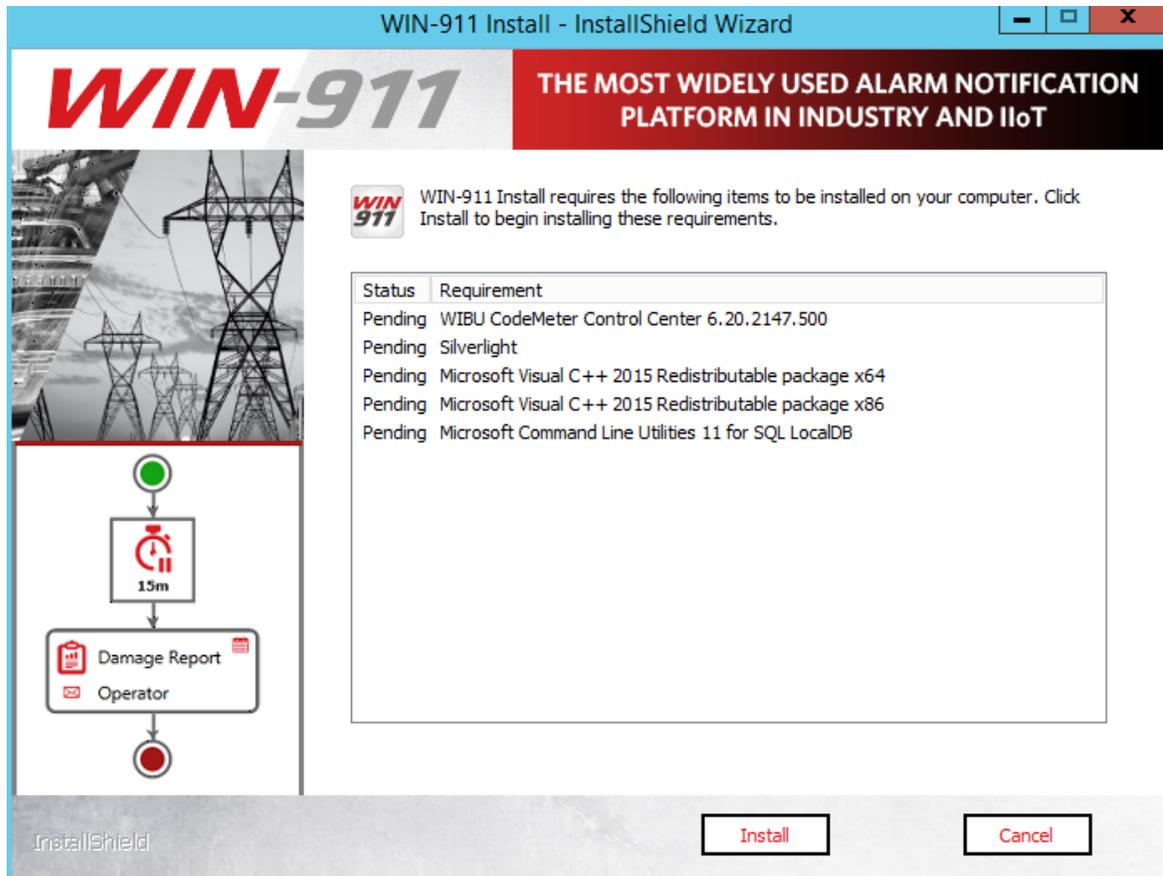 WIN-911 Install - InstallShield Wizard
WIN-911
THE MOST WIDELY USED ALARM NOTIFICATION
PLATFORM IN INDUSTRY AND IIoT
WIN
911
WIN-911 Install requires the following items to be installed on your computer. Click
Install to begin installing these requirements.
Status Requirement
Pending WIBU CodeMeter Control Center 6.20.2147.500
Pending Silverlight
Pending Microsoft Visual C++ 2015 Redistributable package x64
Pending Microsoft Visual C++ 2015 Redistributable package x86
Pending Microsoft Command Line Utilities 11 for SQL LocalDB
15m
Damage Report
Operator
InstallShield
Install
Cancel